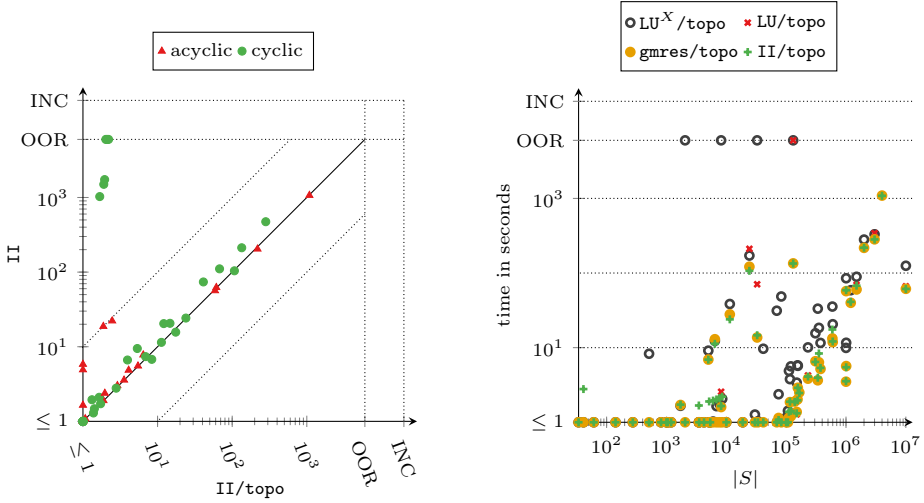 acyclic cyclic
INC
OOR
10³
10²
10¹
≤ 1
II
≤ 1
10¹
10²
10³
OOR
INC
II/topo
LUˣ/topo LU/topo
gmres/topo II/topo
INC
OOR
10³
10¹
≤ 1
time in seconds
10² 10³ 10⁴ 10⁵ 10⁶ 10⁷
|S|